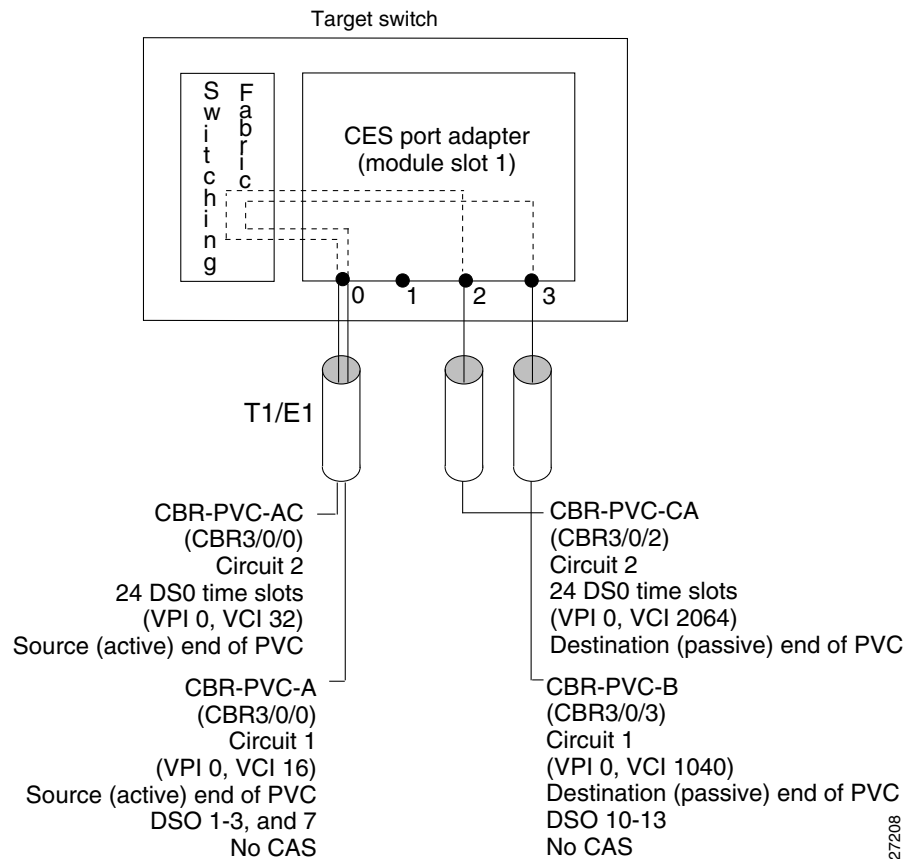 Target switch
Switching
Fabric
CES port adapter
(module slot 1)
0
1
2
3
T1/E1
CBR-PVC-AC
(CBR3/0/0)
Circuit 2
24 DS0 time slots
(VPI 0, VCI 32)
Source (active) end of PVC
CBR-PVC-CA
(CBR3/0/2)
Circuit 2
24 DS0 time slots
(VPI 0, VCI 2064)
Destination (passive) end of PVC
CBR-PVC-A
(CBR3/0/0)
Circuit 1
(VPI 0, VCI 16)
Source (active) end of PVC
DSO 1-3, and 7
No CAS
CBR-PVC-B
(CBR3/0/3)
Circuit 1
(VPI 0, VCI 1040)
Destination (passive) end of PVC
DSO 10-13
No CAS
27208